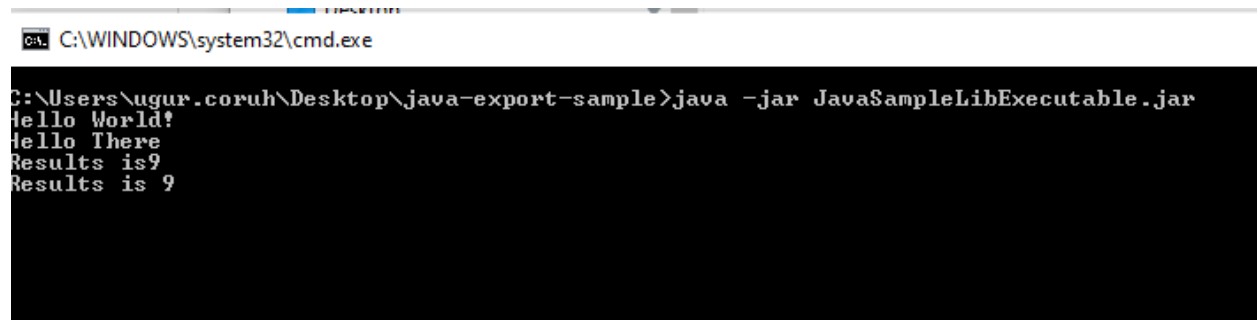 Desktop
C:\WINDOWS\system32\cmd.exe
C:\Users\ugur.coruh\Desktop\java-export-sample>java -jar JavaSampleLibExecutable.jar
Hello World!
Hello There
Results is9
Results is 9